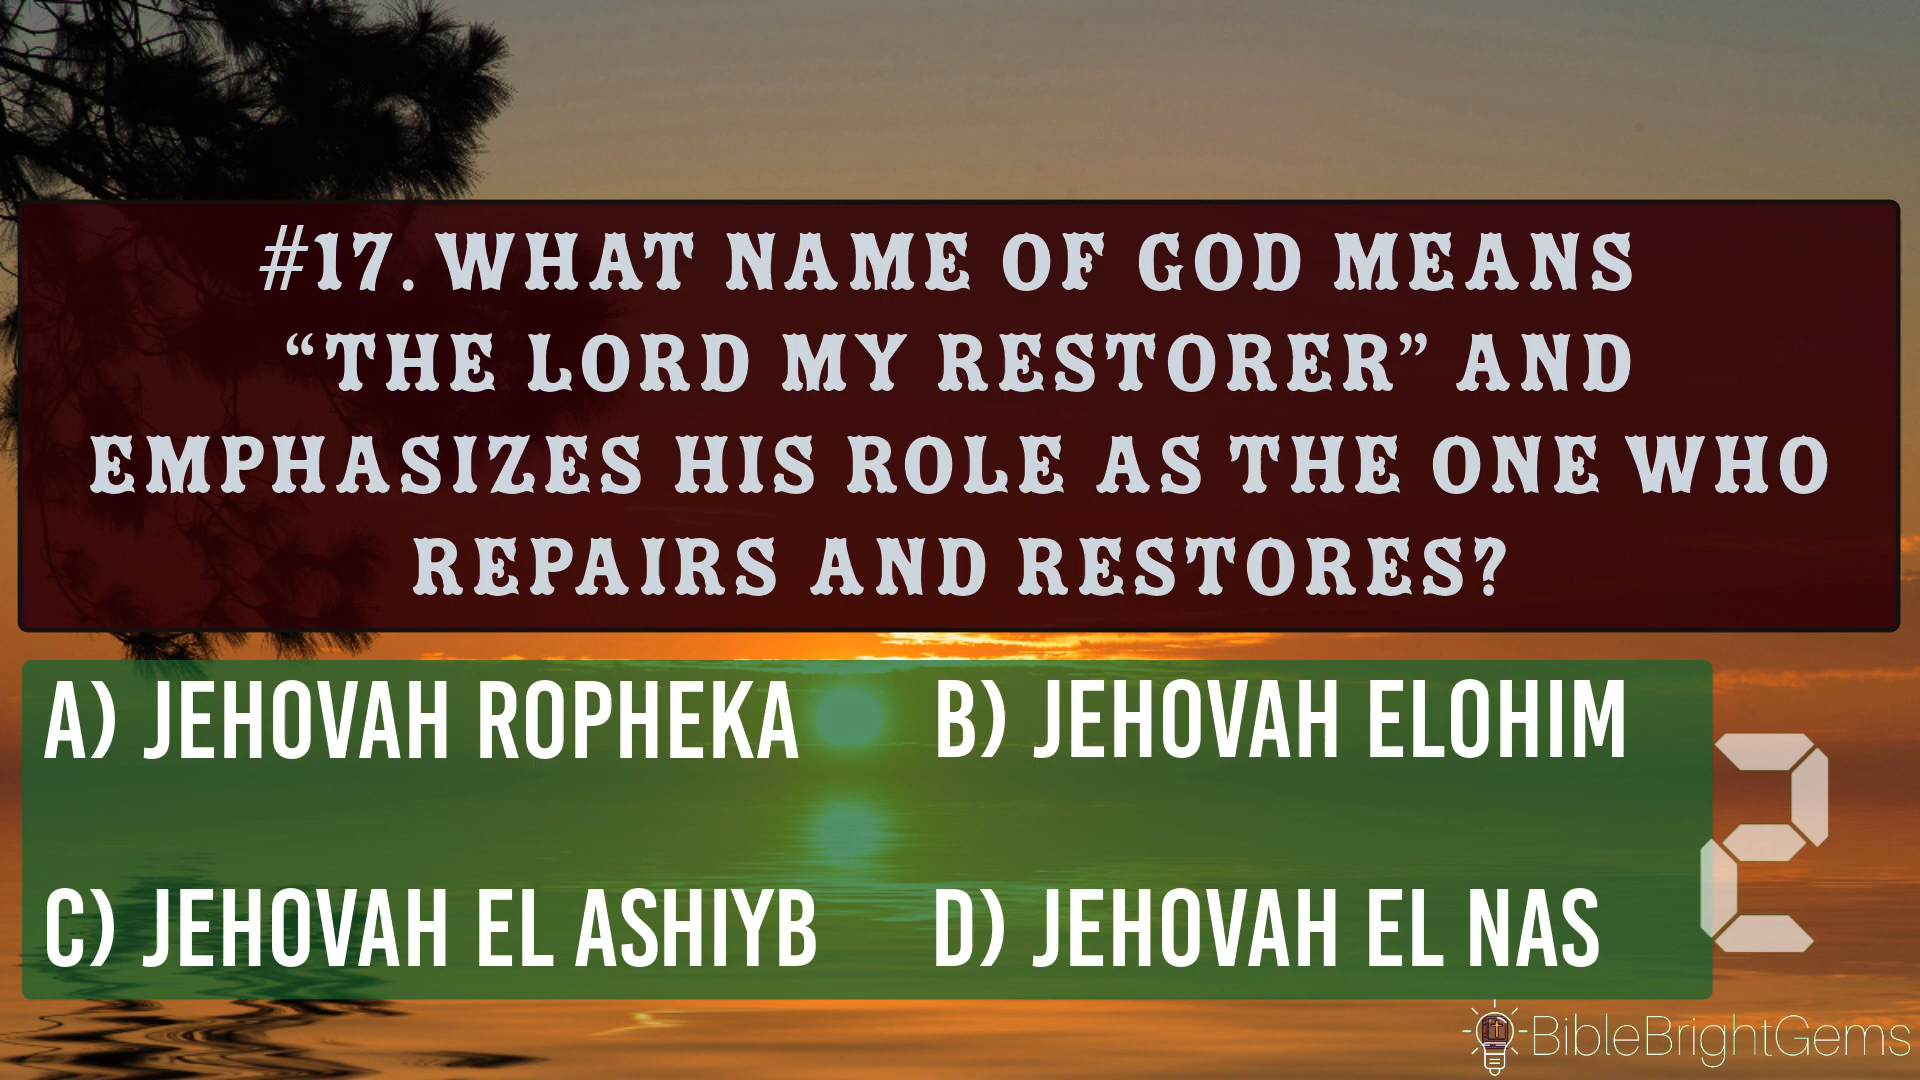 #17. WHAT NAME OF GOD MEANS
“THE LORD MY RESTORER” AND
EMPHASIZES HIS ROLE AS THE ONE WHO
REPAIRS AND RESTORES?
A) JEHOVAH ROPHEKA
B) JEHOVAH ELOHIM
C) JEHOVAH EL ASHIYB
D) JEHOVAH EL NAS
2
BibleBrightGems